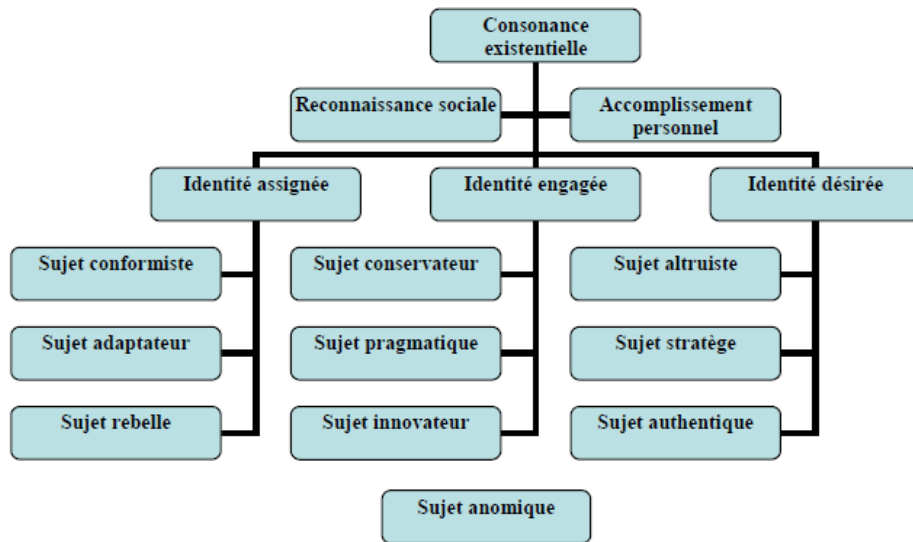 Consonance
existentielle
Reconnaissance sociale
Accomplissement
personnel
Identité assignée
Identité engagée
Identité désirée
Sujet conformiste
Sujet conservateur
Sujet altruiste
Sujet adaptateur
Sujet pragmatique
Sujet stratège
Sujet rebelle
Sujet innovateur
Sujet authentique
Sujet anomique